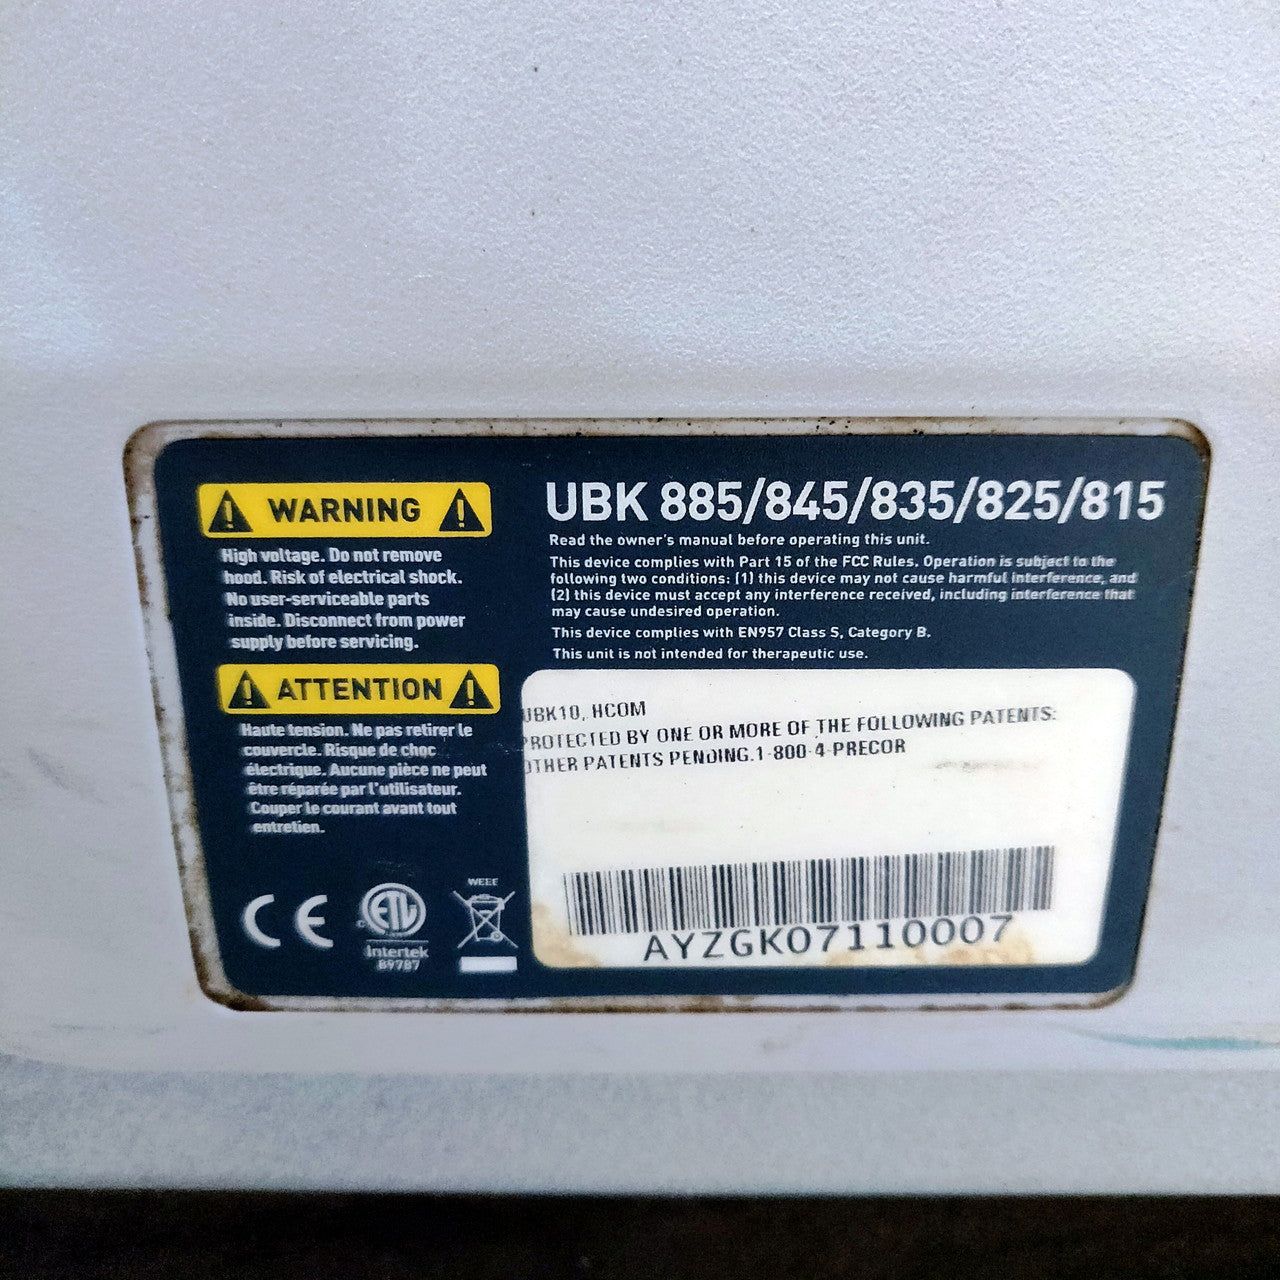 WARNING
High voltage. Do not remove
hood. Risk of electrical shock.
No user-serviceable parts
inside. Disconnect from power
supply before servicing.
ATTENTION
Haute tension. Ne pas retirer le
couvercle. Risque de choc
électrique. Aucune pièce ne peut
être réparée par l'utilisateur.
Couper le courant avant tout
entretien.
CE
ETL
Intertek
89787
WEEE
UBK 885/845/835/825/815
Read the owner's manual before operating this unit.
This device complies with Part 15 of the FCC Rules. Operation is subject to the
following two conditions: (1) this device may not cause harmful interference, and
(2) this device must accept any interference received, including interference that
may cause undesired operation.
This device complies with EN957 Class S, Category B.
This unit is not intended for therapeutic use.
UBK10, HCOM
PROTECTED BY ONE OR MORE OF THE FOLLOWING PATENTS:
OTHER PATENTS PENDING.1-800-4-PRECOR
AYZGK07110007